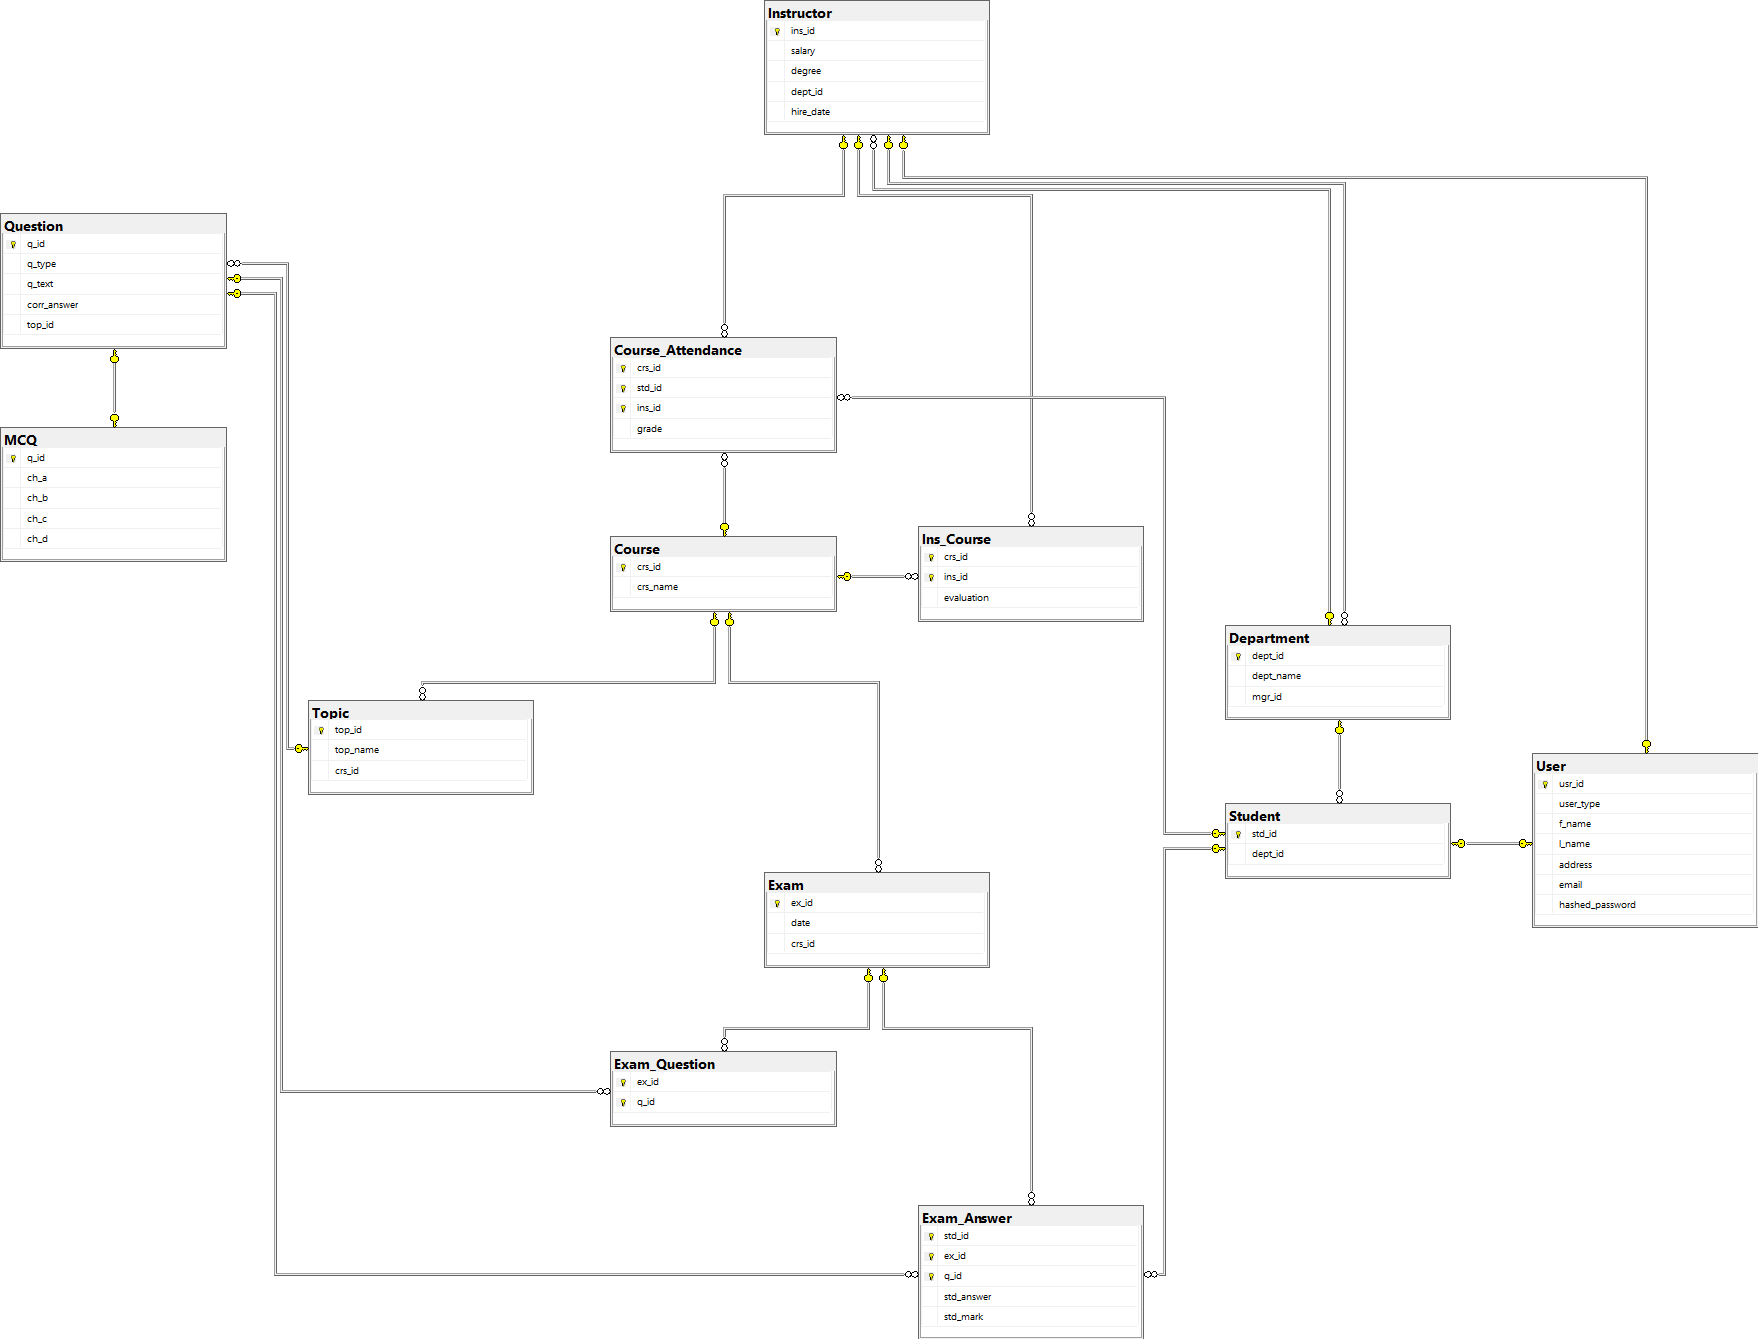 Instructor
ins_id
salary
degree
dept_id
hire_date
Question
q_id
q_type
q_text
corr_answer
top_id
MCQ
q_id
ch_a
ch_b
ch_c
ch_d
Course_Attendance
crs_id
std_id
ins_id
grade
Course
crs_id
crs_name
Ins_Course
crs_id
ins_id
evaluation
Department
dept_id
dept_name
mgr_id
Topic
top_id
top_name
crs_id
User
usr_id
user_type
f_name
l_name
address
email
hashed_password
Student
std_id
dept_id
Exam
ex_id
date
crs_id
Exam_Question
ex_id
q_id
Exam_Answer
std_id
ex_id
q_id
std_answer
std_mark